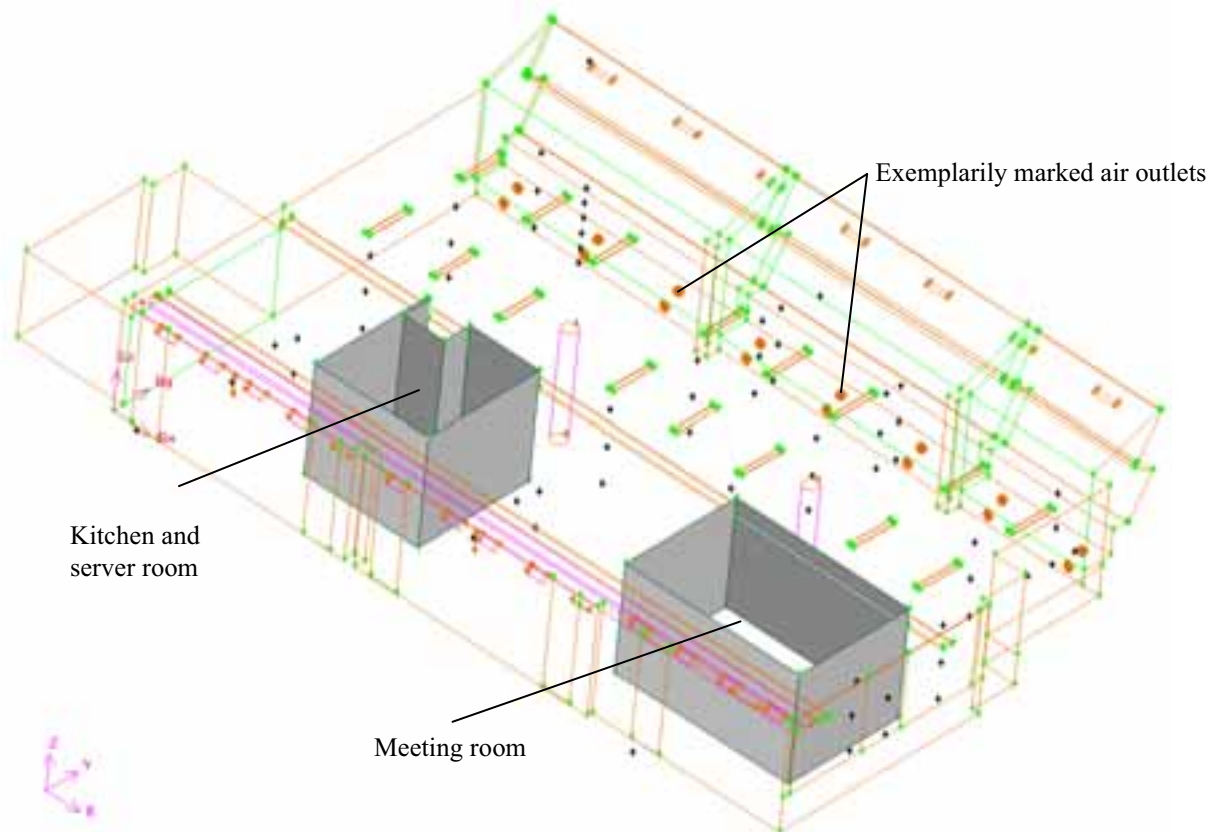 Exemplarily marked air outlets
Kitchen and
server room
Meeting room
Z
Y
X